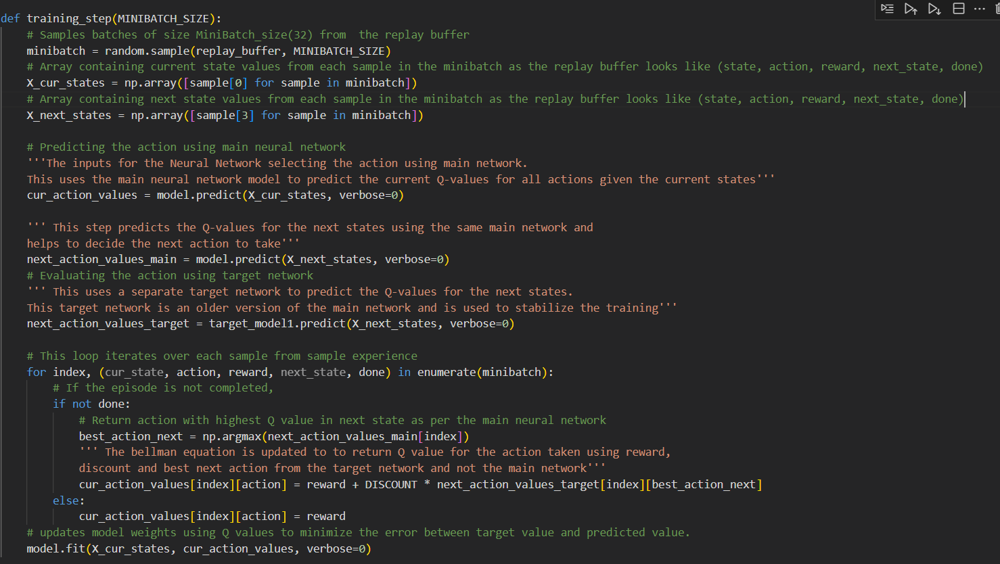 def training_step(MINIBATCH_SIZE):
    # Samples batches of size MiniBatch_size(32) from  the replay buffer
    minibatch = random.sample(replay_buffer, MINIBATCH_SIZE)
    # Array containing current state values from each sample in the minibatch as the replay buffer looks like (state, action, reward, next_state, done)
    X_cur_states = np.array([sample[0] for sample in minibatch])
    # Array containing next state values from each sample in the minibatch as the replay buffer looks like (state, action, reward, next_state, done)
    X_next_states = np.array([sample[3] for sample in minibatch])

    # Predicting the action using main neural network
    '''The inputs for the Neural Network selecting the action using main network.
    This uses the main neural network model to predict the current Q-values for all actions given the current states'''
    cur_action_values = model.predict(X_cur_states, verbose=0)

    ''' This step predicts the Q-values for the next states using the same main network and
    helps to decide the next action to take'''
    next_action_values_main = model.predict(X_next_states, verbose=0)
    # Evaluating the action using target network
    ''' This uses a separate target network to predict the Q-values for the next states.
    This target network is an older version of the main network and is used to stabilize the training'''
    next_action_values_target = target_model1.predict(X_next_states, verbose=0)

    # This loop iterates over each sample from sample experience
    for index, (cur_state, action, reward, next_state, done) in enumerate(minibatch):
        # If the episode is not completed,
        if not done:
            # Return action with highest Q value in next state as per the main neural network
            best_action_next = np.argmax(next_action_values_main[index])
            ''' The bellman equation is updated to to return Q value for the action taken using reward,
            discount and best next action from the target network and not the main network'''
            cur_action_values[index][action] = reward + DISCOUNT * next_action_values_target[index][best_action_next]
        else:
            cur_action_values[index][action] = reward
    # updates model weights using Q values to minimize the error between target value and predicted value.
    model.fit(X_cur_states, cur_action_values, verbose=0)